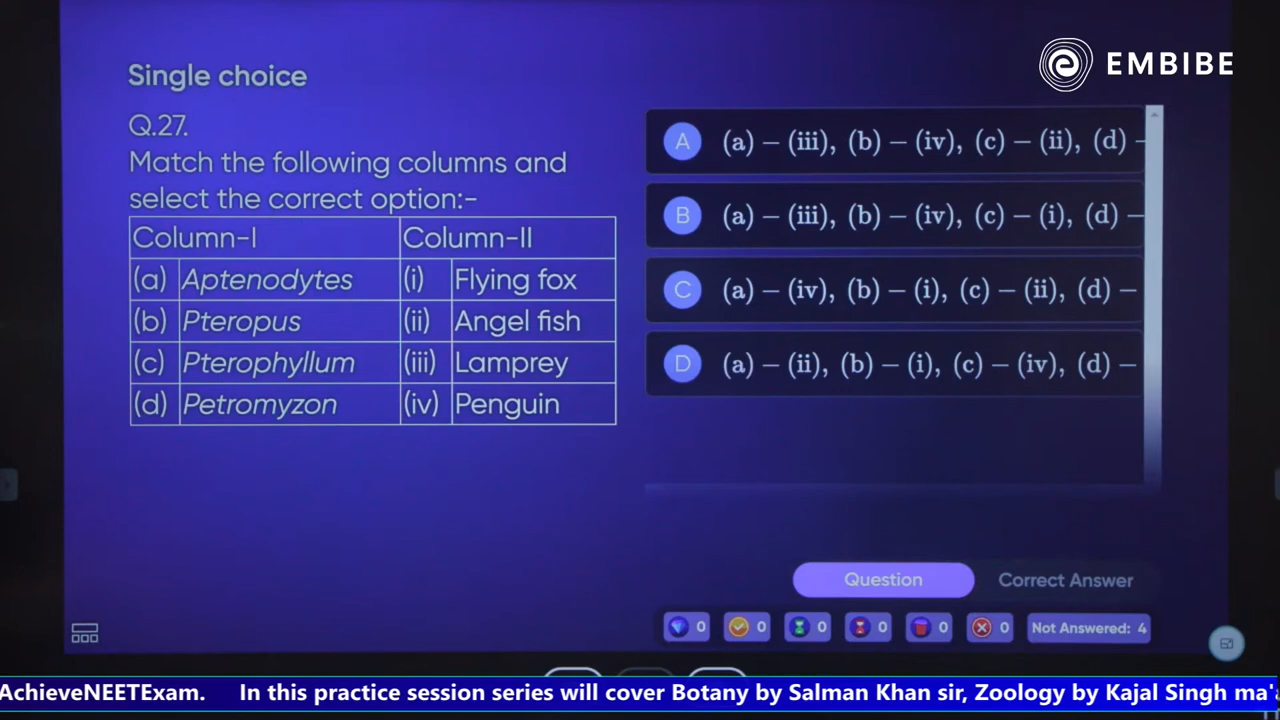 EMBIBE
Single choice
Q.27.
Match the following columns and
select the correct option:-
Column-I Column-II
(a) Aptenodytes (i) Flying fox
(b) Pteropus (ii) Angel fish
(c) Pterophyllum (iii) Lamprey
(d) Petromyzon (iv) Penguin
A (a) – (iii), (b) – (iv), (c) – (ii), (d) –
B (a) – (iii), (b) – (iv), (c) – (i), (d) –
C (a) – (iv), (b) – (i), (c) – (ii), (d) –
D (a) – (ii), (b) – (i), (c) – (iv), (d) –
Question Correct Answer
0 0 0 0 0 0 Not Answered: 4
AchieveNEETExam. In this practice session series will cover Botany by Salman Khan sir, Zoology by Kajal Singh ma'